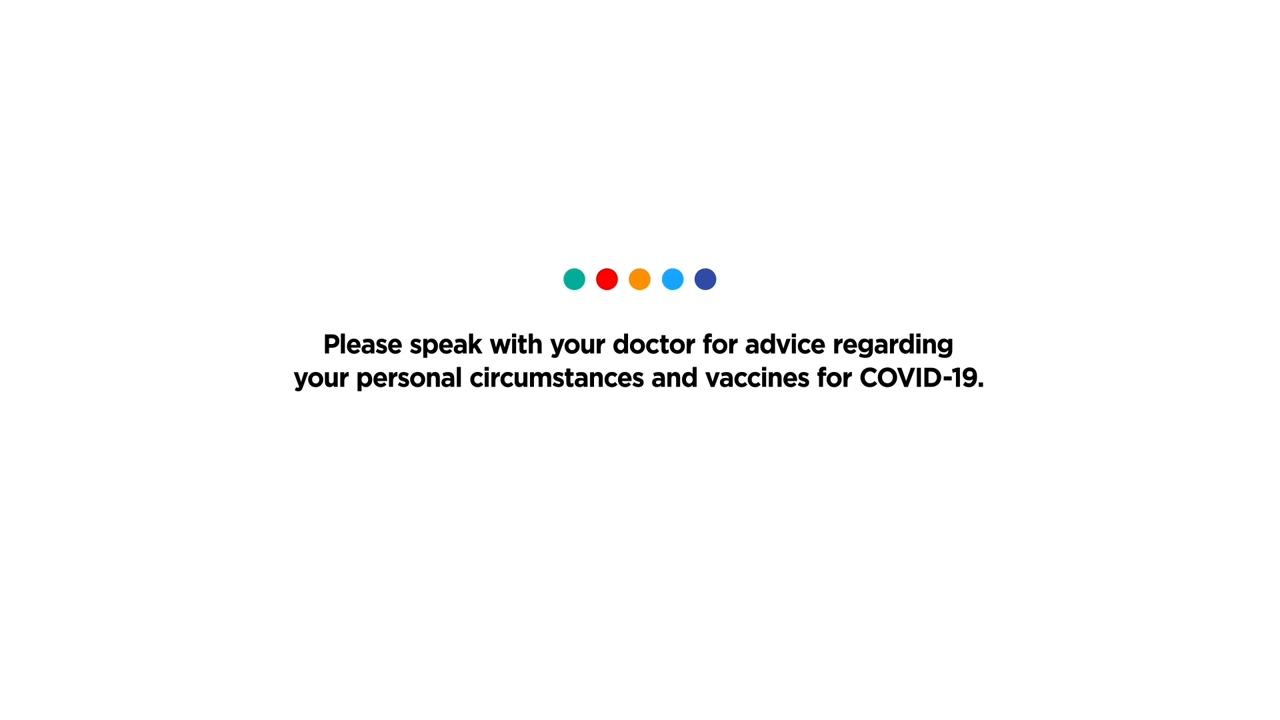 Please speak with your doctor for advice regarding
your personal circumstances and vaccines for COVID-19.